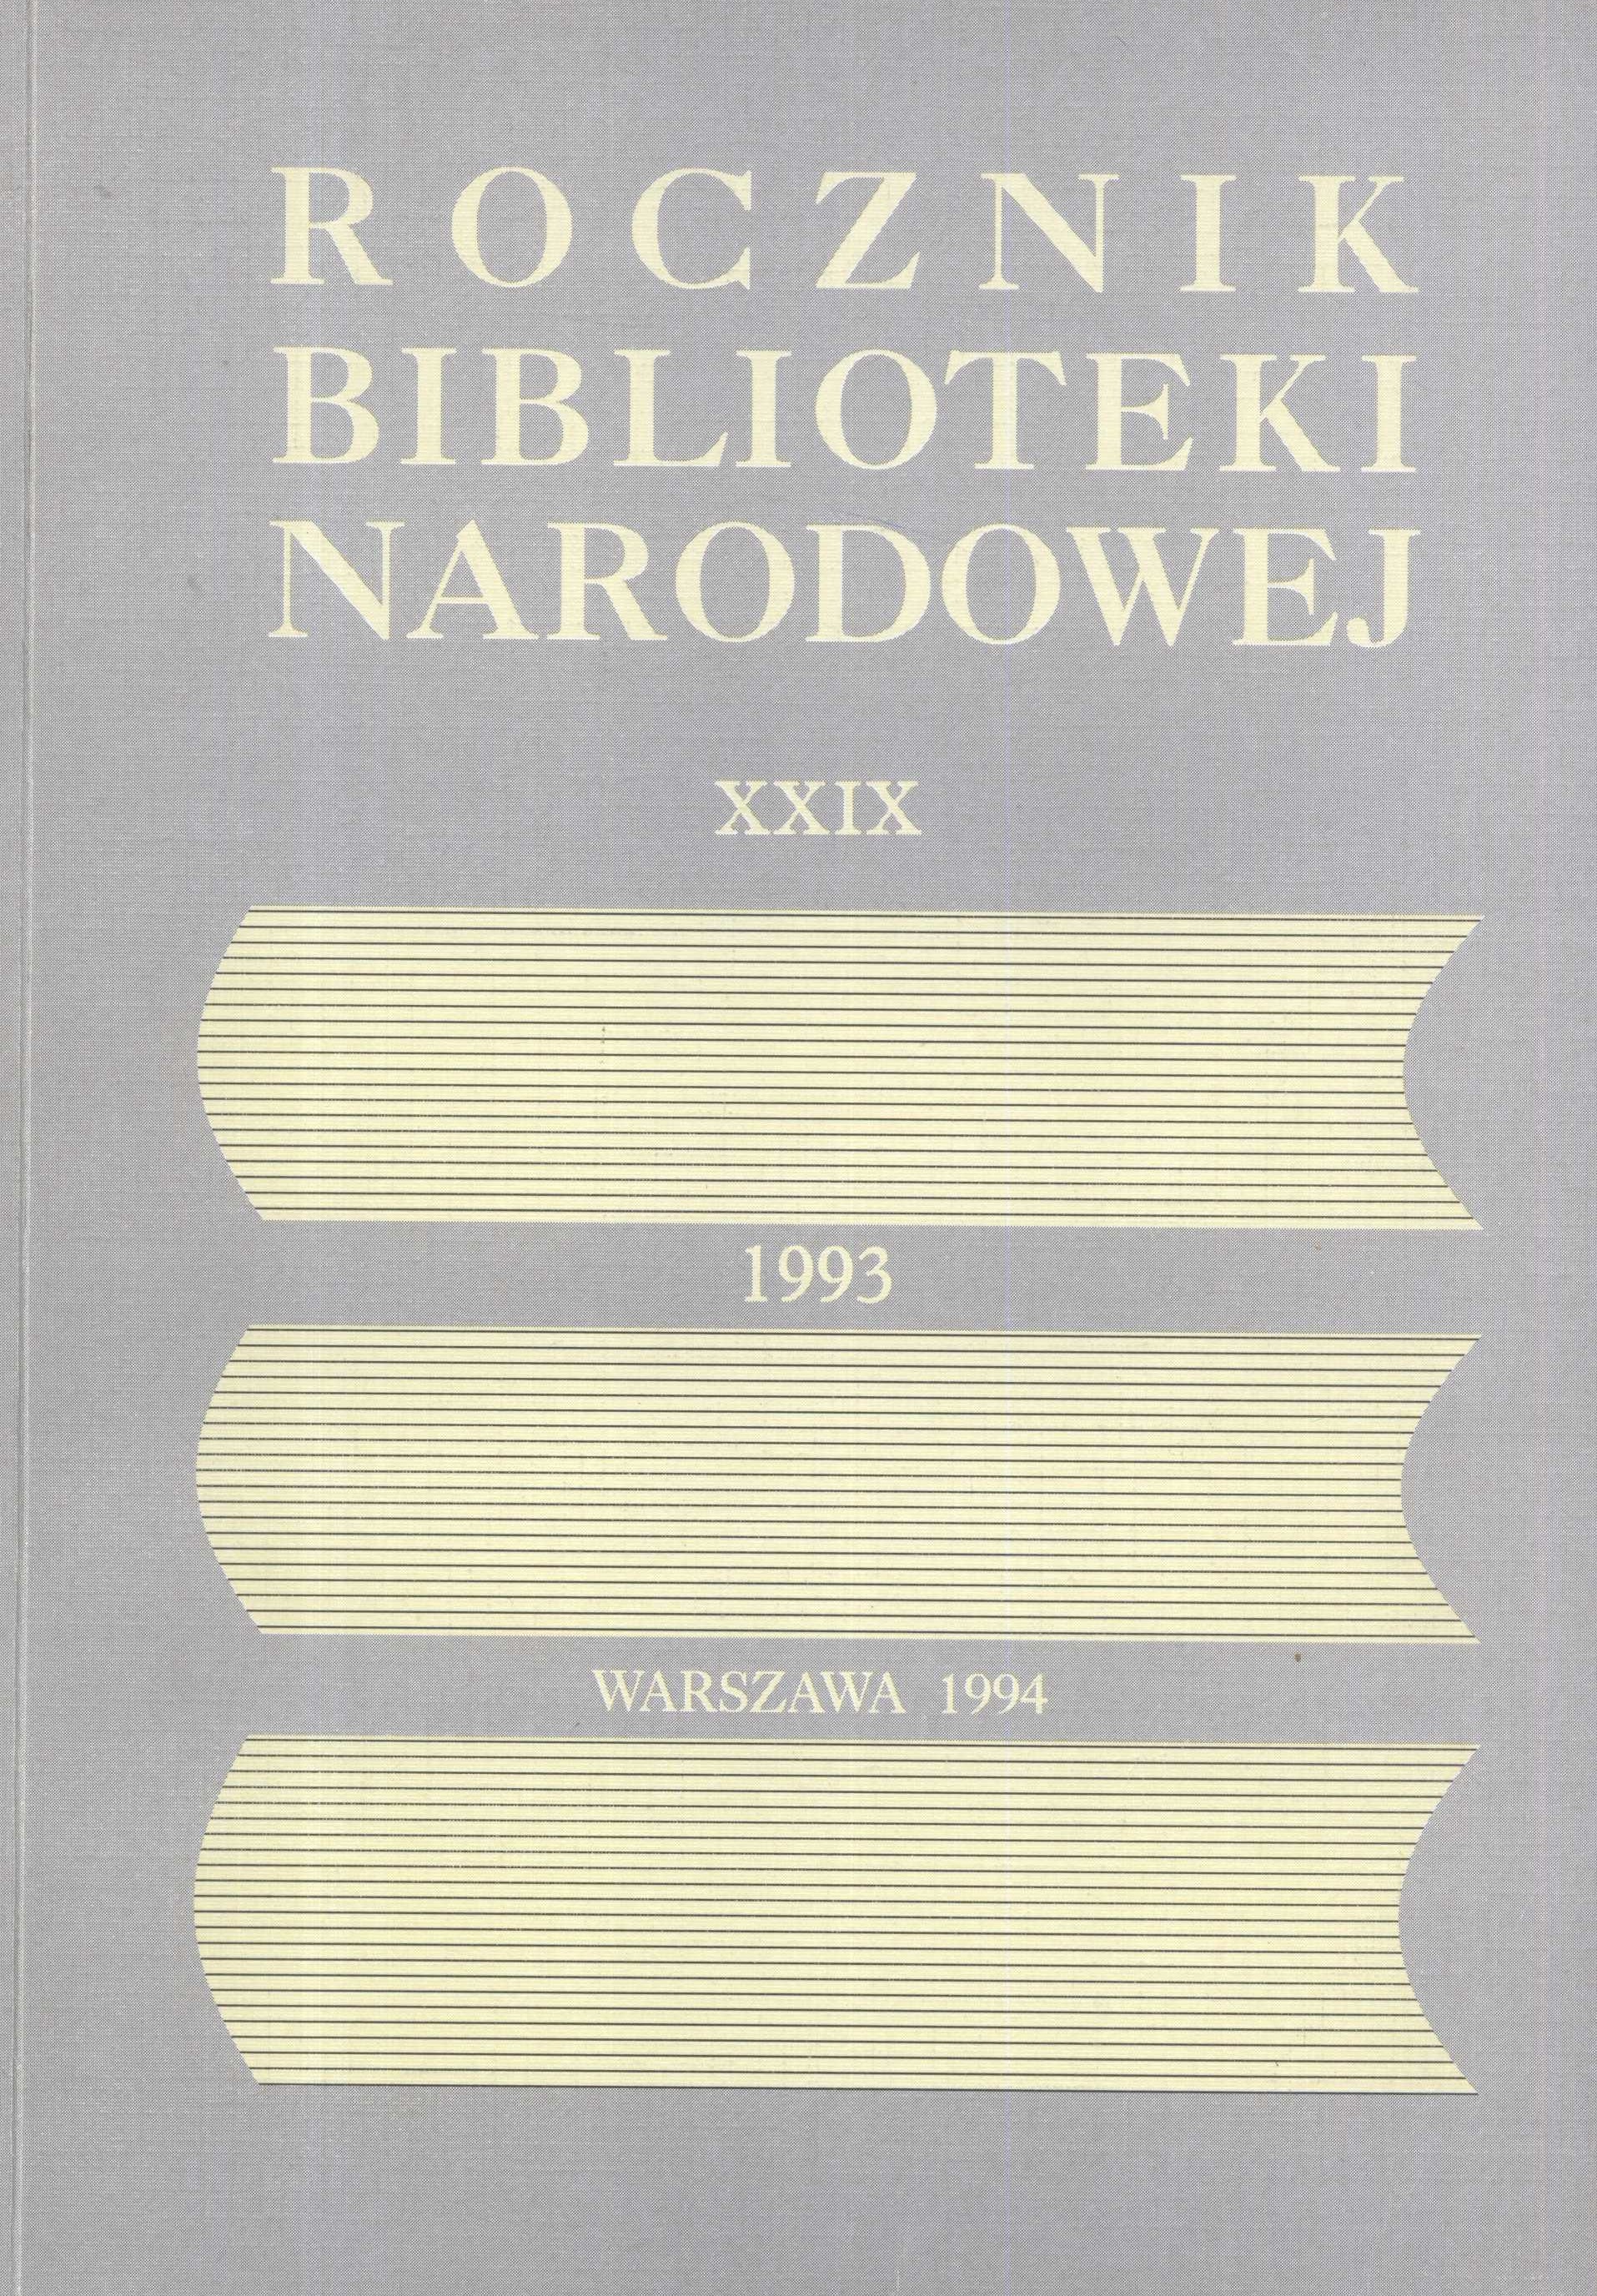 ROCZNIK
BIBLIOTEKI
NARODOWEJ
XXIX
1993
WARSZAWA 1994